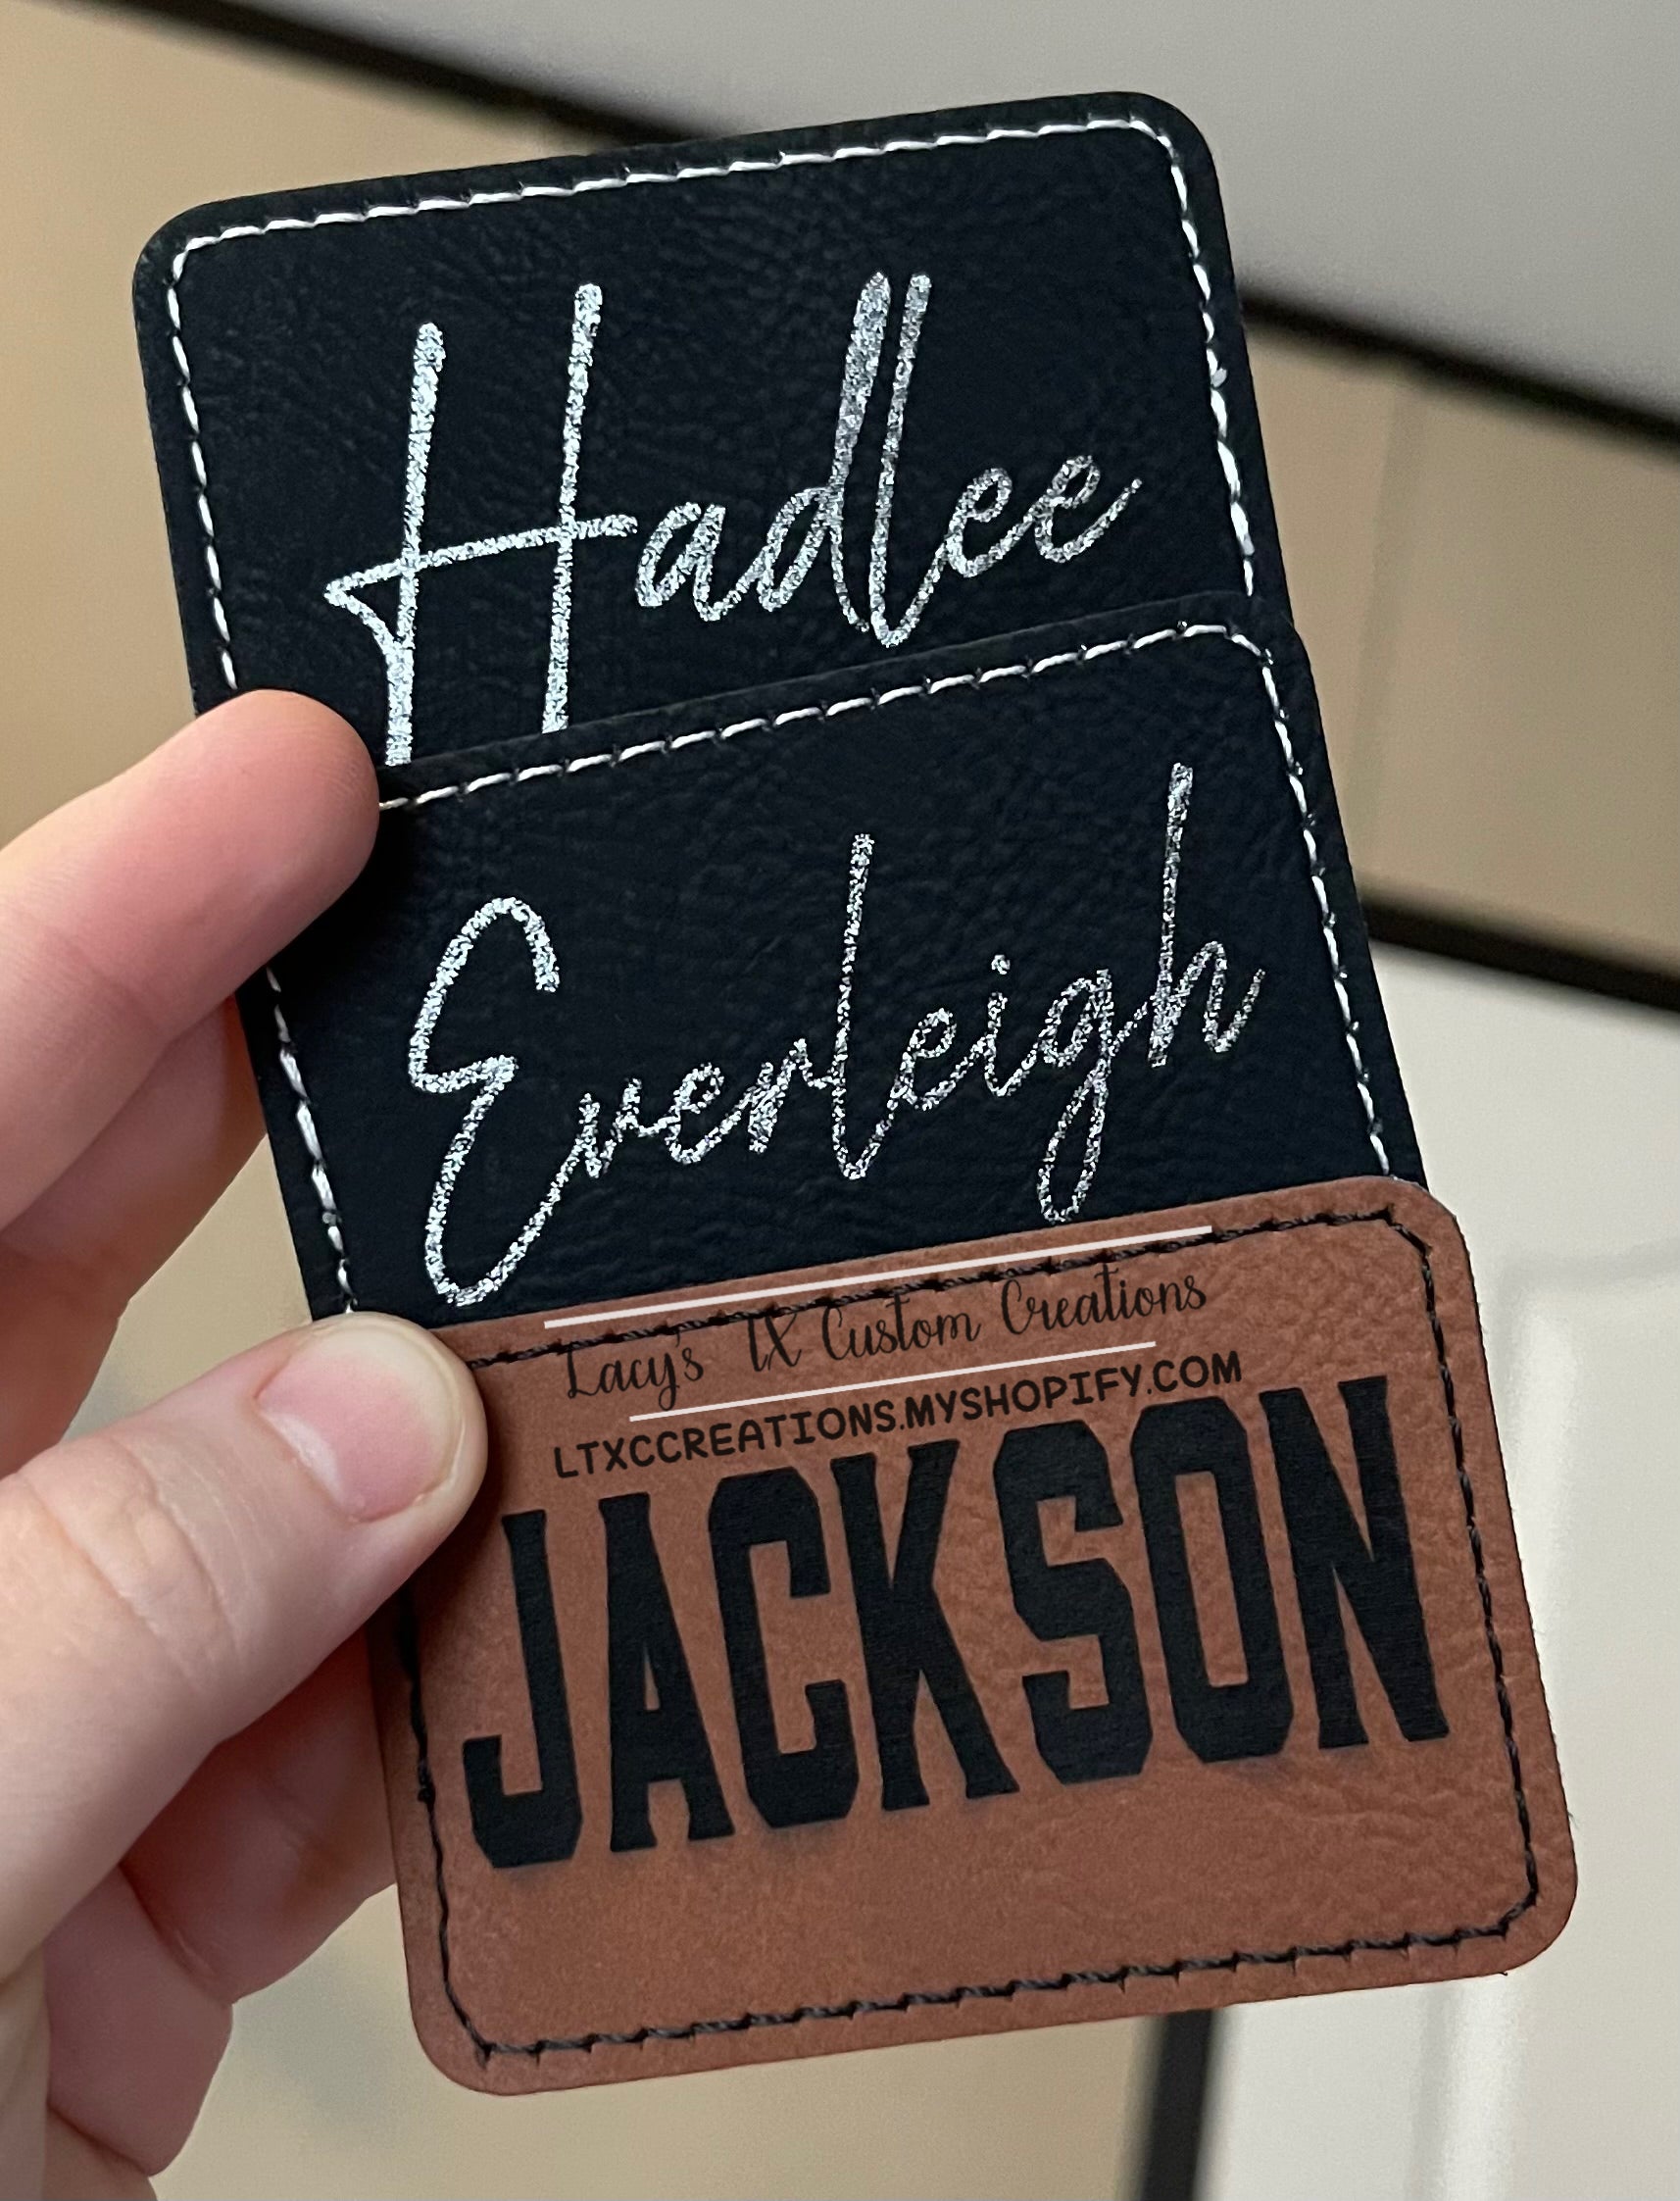 Hadlee
Everleigh
Lacy's TX Custom Creations
LTXCCREATIONS.MYSHOPIFY.COM
JACKSON